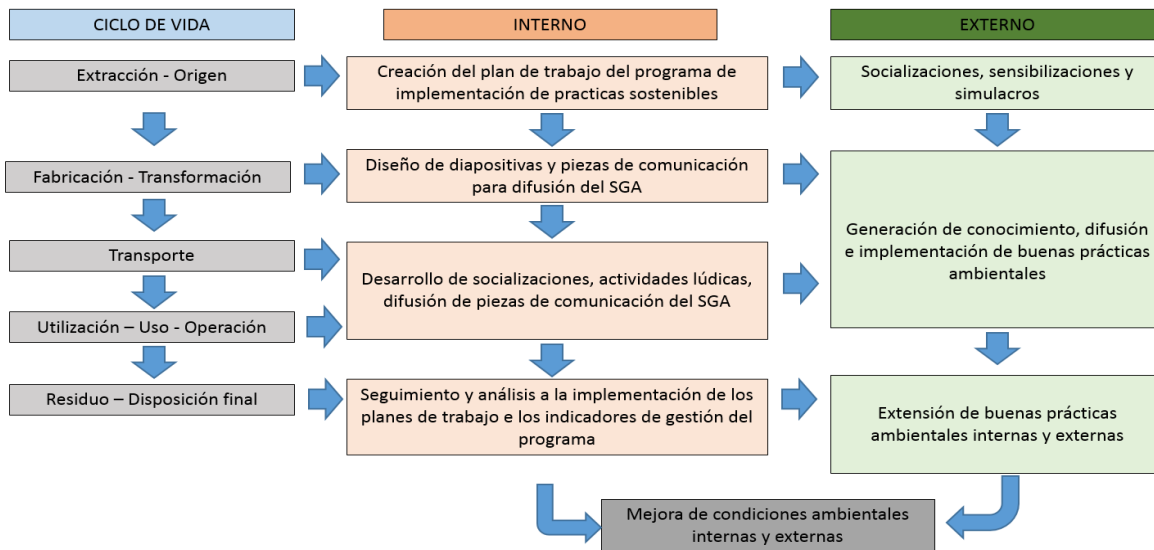 CICLO DE VIDA
INTERNO
EXTERNO
Extracción - Origen
Creación del plan de trabajo del programa de
implementación de practicas sostenibles
Socializaciones, sensibilizaciones y
simulacros
Fabricación - Transformación
Diseño de diapositivas y piezas de comunicación
para difusión del SGA
Generación de conocimiento, difusión
e implementación de buenas prácticas
ambientales
Transporte
Desarrollo de socializaciones, actividades lúdicas,
difusión de piezas de comunicación del SGA
Utilización – Uso - Operación
Residuo – Disposición final
Seguimiento y análisis a la implementación de los
planes de trabajo e los indicadores de gestión del
programa
Extensión de buenas prácticas
ambientales internas y externas
Mejora de condiciones ambientales
internas y externas